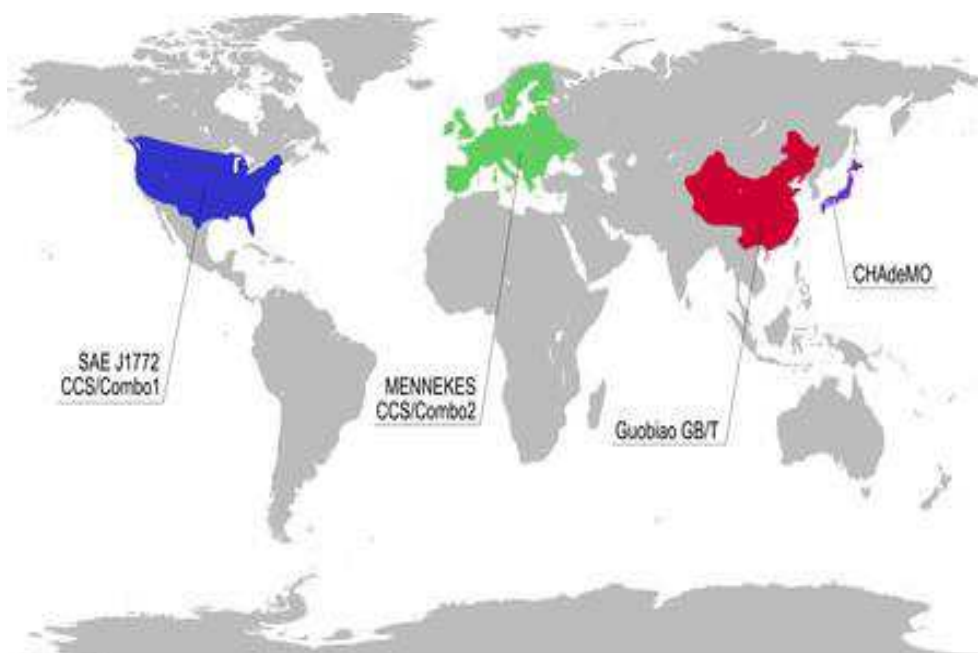 SAE J1772
CCS/Combo1
MENNEKES
CCS/Combo2
Guobiao GB/T
CHAdeMO